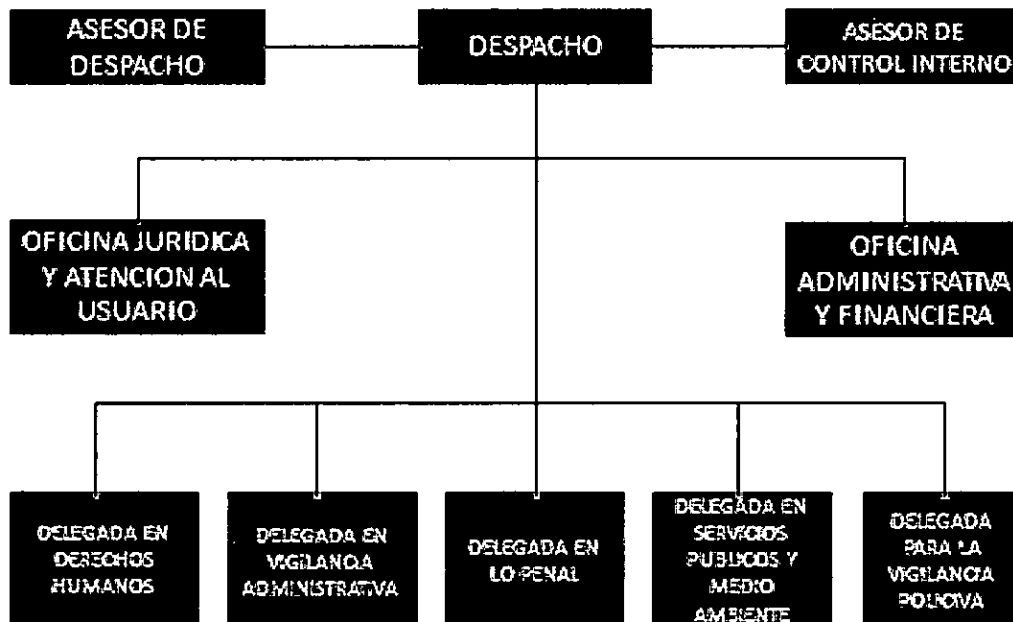 ASESOR DE
DESPACHO
DESPACHO
ASESOR DE
CONTROL INTERNO
OFICINA JURIDICA
Y ATENCION AL
USUARIO
OFICINA
ADMINISTRATIVA
Y FINANCIERA
DELEGADA EN
DERECHOS
HUMANOS
DELEGADA EN
VIGILANCIA
ADMINISTRATIVA
DELEGADA EN
LO PENAL
DELEGADA EN
SERVICIOS
PUBLICOS Y
MEDIO
AMBIENTE
DELEGADA
PARA LA
VIGILANCIA
POLICIVA